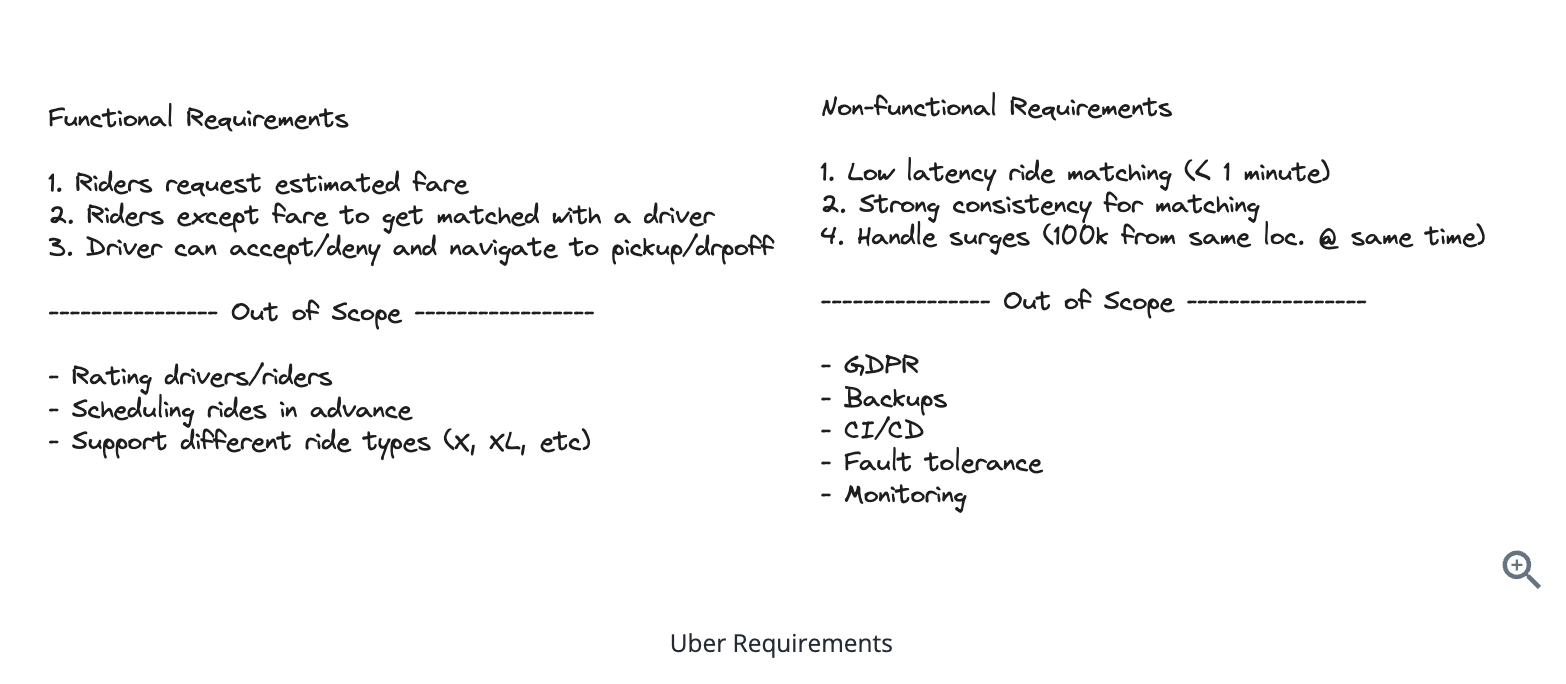 Functional Requirements
1. Riders request estimated fare
2. Riders except fare to get matched with a driver
3. Driver can accept/deny and navigate to pickup/drpoff
---------------- Out of Scope -----------------
- Rating drivers/riders
- Scheduling rides in advance
- Support different ride types (X, XL, etc)
Non-functional Requirements
1. Low latency ride matching (< 1 minute)
2. Strong consistency for matching
4. Handle surges (100k from same loc. @ same time)
---------------- Out of Scope -----------------
- GDPR
- Backups
- CI/CD
- Fault tolerance
- Monitoring
Uber Requirements